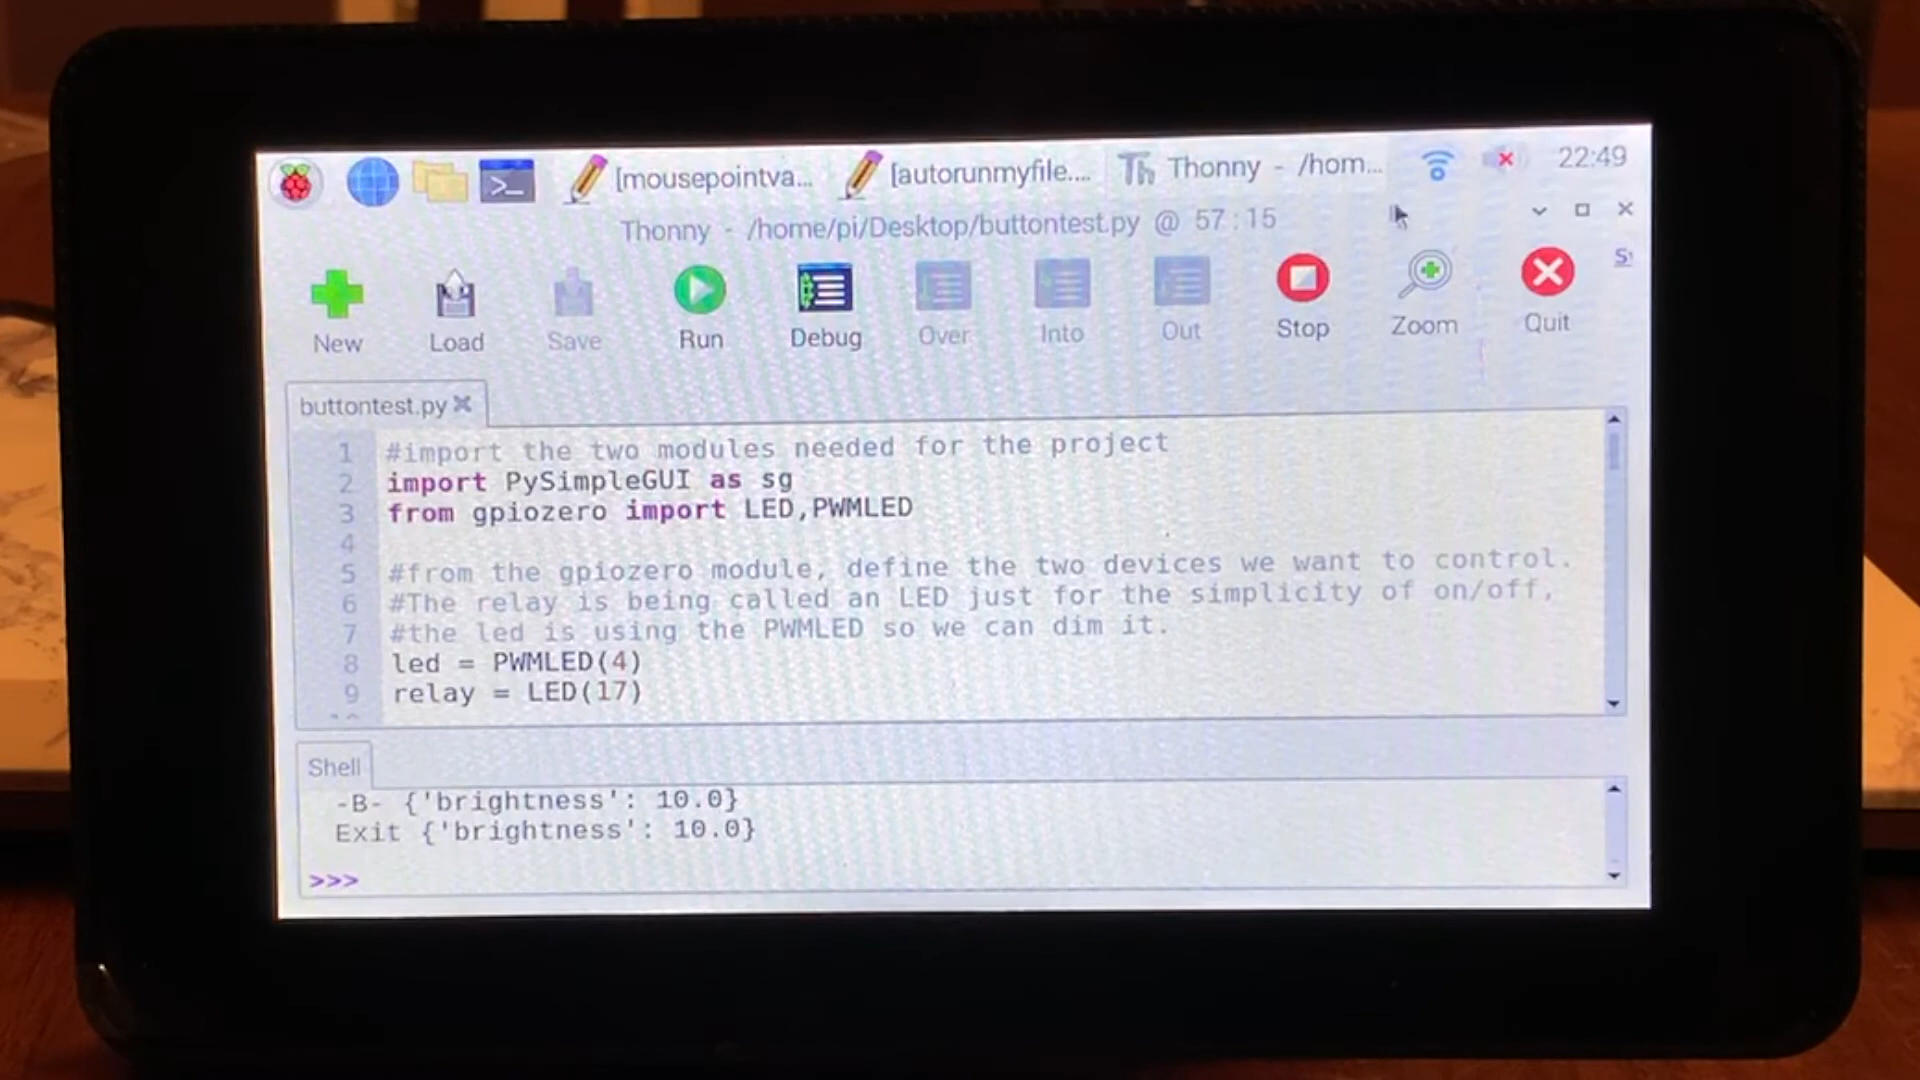 [mousepointva... [autorunmyfile.... Th Thonny - /hom... 22:49
Thonny - /home/pi/Desktop/buttontest.py @ 57:15
New Load Save Run Debug Over Into Out Stop Zoom Quit
buttontest.py
1 #import the two modules needed for the project
2 import PySimpleGUI as sg
3 from gpiozero import LED,PWMLED
4
5 #from the gpiozero module, define the two devices we want to control.
6 #The relay is being called an LED just for the simplicity of on/off,
7 #the led is using the PWMLED so we can dim it.
8 led = PWMLED(4)
9 relay = LED(17)
Shell
-B- {'brightness': 10.0}
Exit {'brightness': 10.0}
>>>